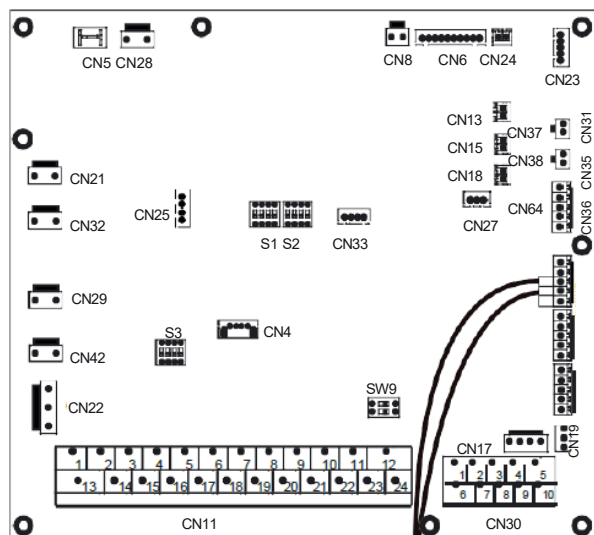 CN5 CN28
CN8 CN6 CN24
CN23
CN13
CN37
CN31
CN15
CN38
CN35
CN18
CN21
CN32
CN25
CN27
CN64
CN36
S1 S2
CN33
CN29
S3
CN4
CN42
CN22
SW9
CN17
CN19
1 2 3 4 5 6 7 8 9 10 11 12
13 14 15 16 17 18 19 20 21 22 23 24
1 2 3 4 5
6 7 8 9 10
CN11
CN30